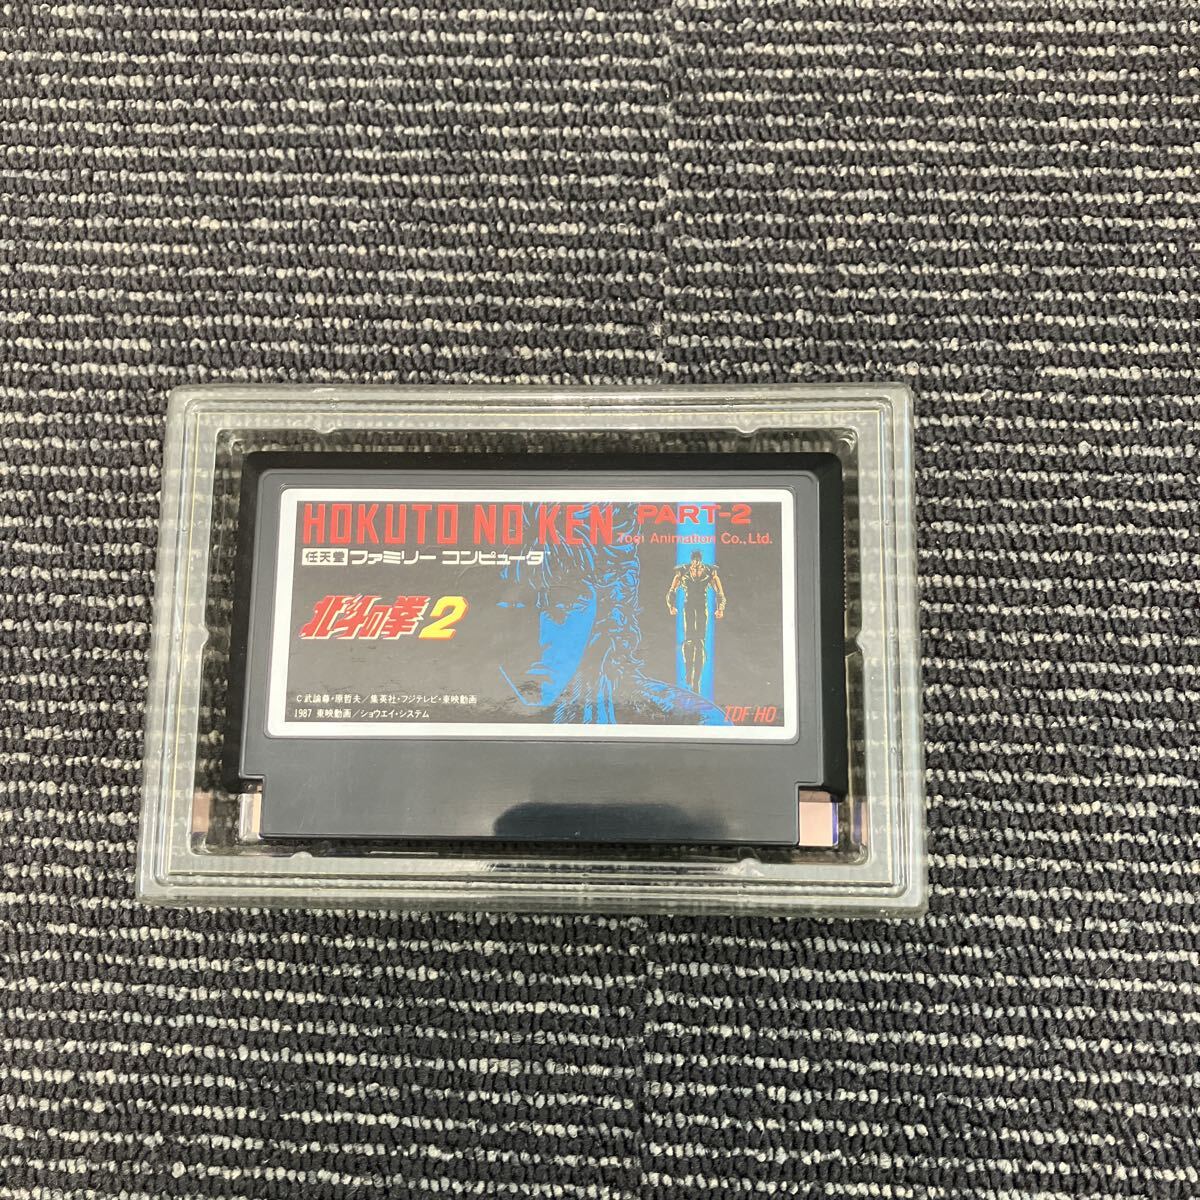 HOKUTO NO KEN PART-2
Toei Animation Co., Ltd.
任天堂 ファミリー コンピュータ
北斗の拳2
C 武論尊・原哲夫/集英社・フジテレビ・東映動画
1987 東映動画/ショウエイ・システム
TDF-HO